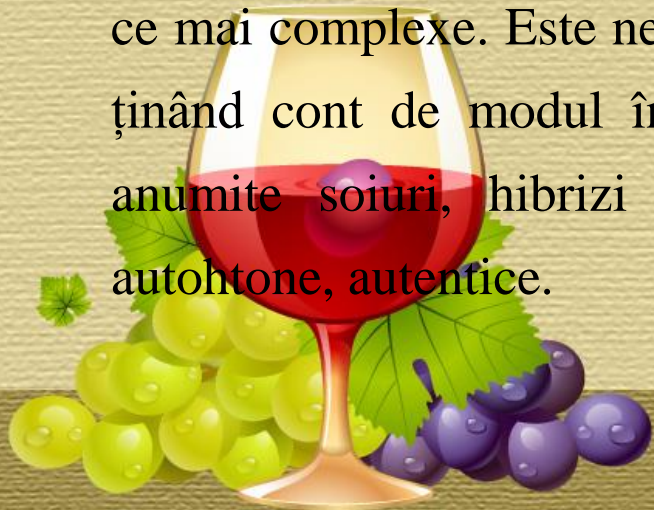 ce mai complexe. Este ne
ținând cont de modul în
anumite soiuri, hibrizi
autohtone, autentice.